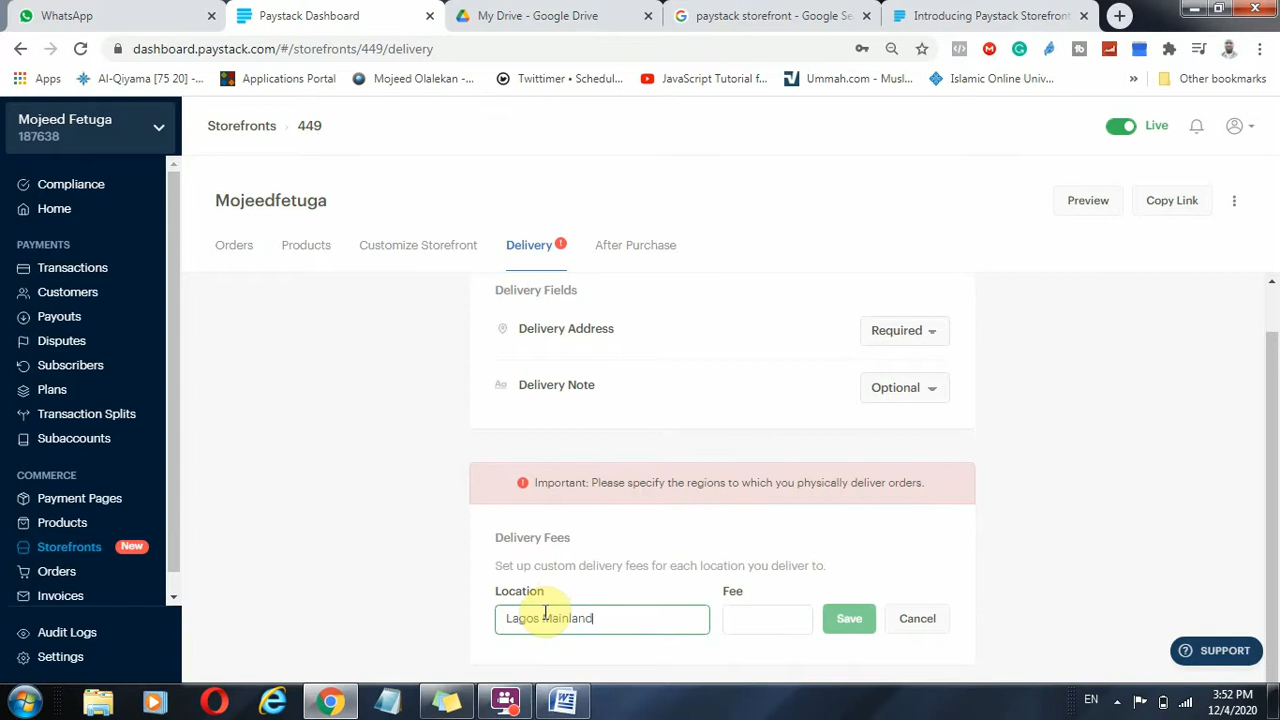 WhatsApp
Paystack Dashboard
My Drive - Google Drive
paystack storefront - Google Se
Introducing Paystack Storefront
dashboard.paystack.com/#/storefronts/449/delivery
Apps
Al-Qiyama [75 20] -...
Applications Portal
Mojeed Olalekan -...
Twittimer • Schedul...
JavaScript Tutorial f...
Ummah.com - Musl...
Islamic Online Univ...
»
Other bookmarks
Mojeed Fetuga
187638
Storefronts › 449
Live
Compliance
Home
PAYMENTS
Transactions
Customers
Payouts
Disputes
Subscribers
Plans
Transaction Splits
Subaccounts
COMMERCE
Payment Pages
Products
Storefronts New
Orders
Invoices
Audit Logs
Settings
Mojeedfetuga
Preview
Copy Link
Orders
Products
Customize Storefront
Delivery !
After Purchase
Delivery Fields
Delivery Address
Required
Aa Delivery Note
Optional
! Important: Please specify the regions to which you physically deliver orders.
Delivery Fees
Set up custom delivery fees for each location you deliver to.
Location
Fee
Lagos Mainland
Save
Cancel
? SUPPORT
EN
3:52 PM
12/4/2020